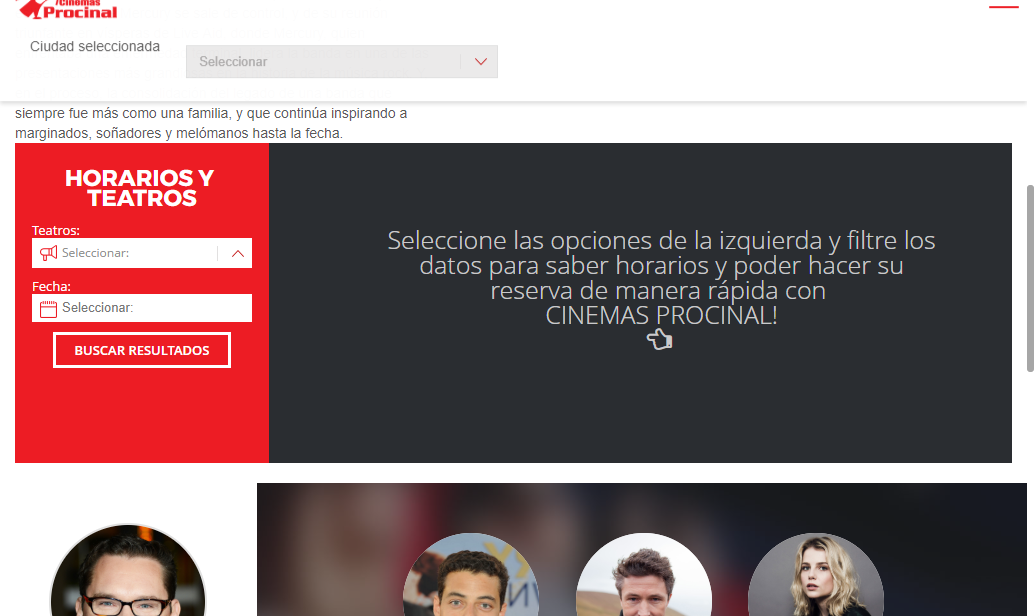 Cinemas
Procinal
Ciudad seleccionada
Seleccionar
siempre fue más como una familia, y que continúa inspirando a
marginados, soñadores y melómanos hasta la fecha.
HORARIOS Y
TEATROS
Teatros:
Seleccionar:
Fecha:
Seleccionar:
BUSCAR RESULTADOS
Seleccione las opciones de la izquierda y filtre los
datos para saber horarios y poder hacer su
reserva de manera rápida con
CINEMAS PROCINAL!